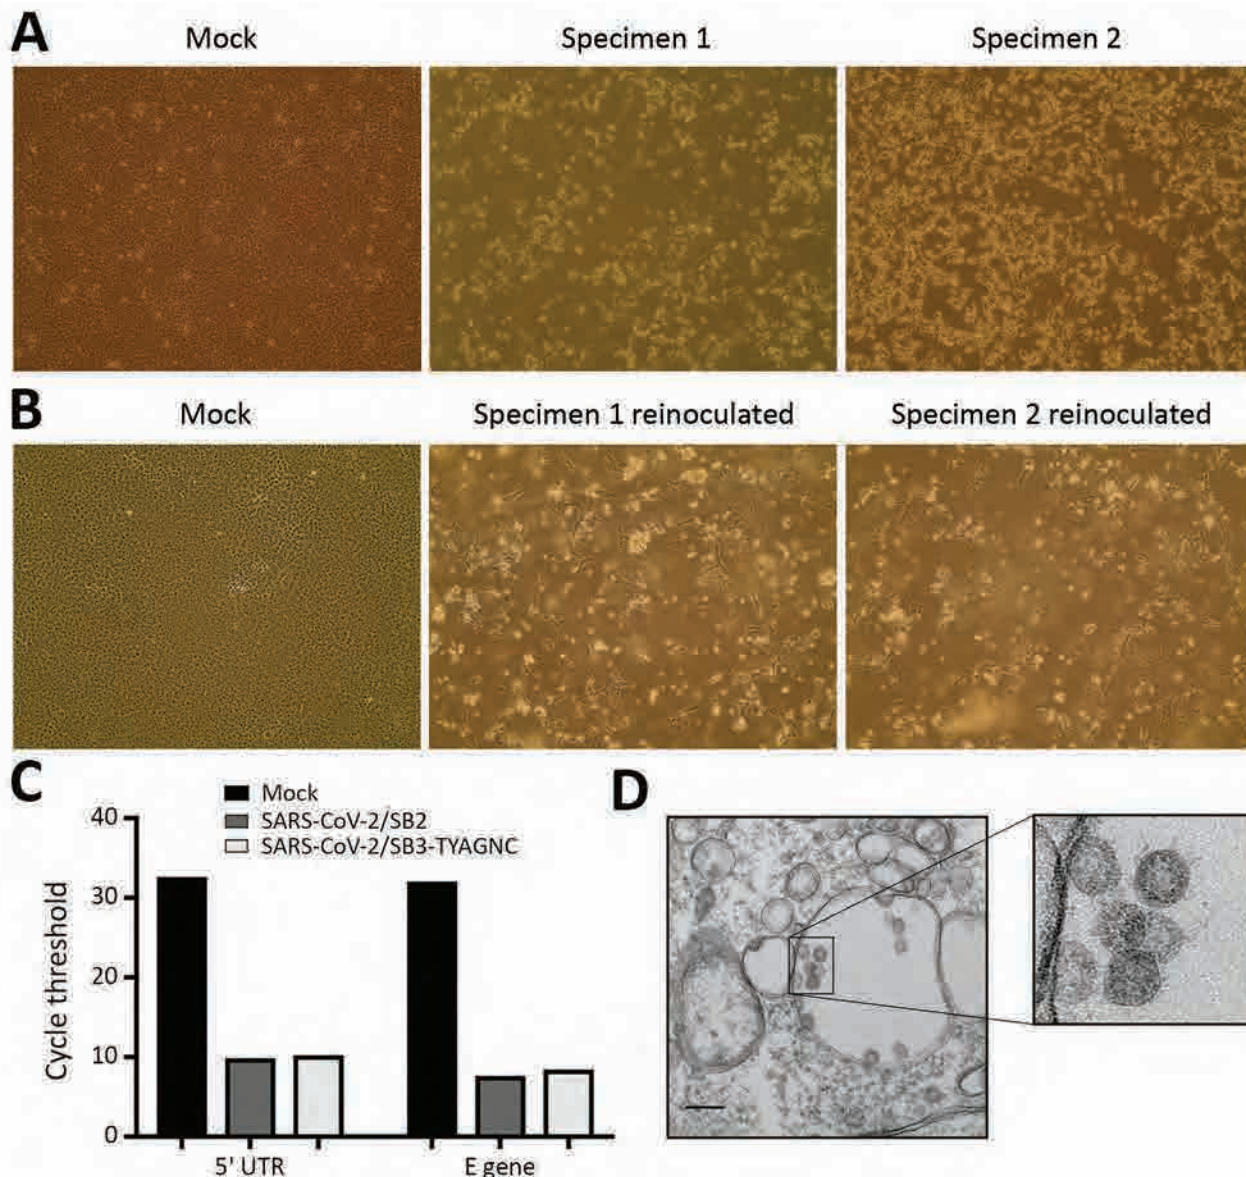 A
Mock
Specimen 1
Specimen 2
B
Mock
Specimen 1 reinoculated
Specimen 2 reinoculated
C
Mock
SARS-CoV-2/SB2
SARS-CoV-2/SB3-TYAGNC
Cycle threshold
40
30
20
10
0
5' UTR
E gene
D